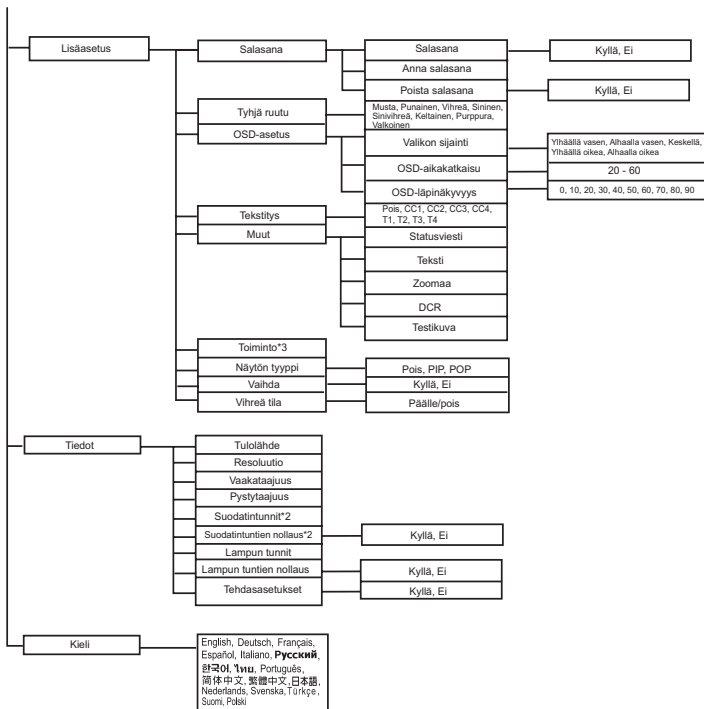 Lisäasetus
Salasana
Salasana
Kyllä, Ei
Anna salasana
Poista salasana
Kyllä, Ei
Tyhjä ruutu
Musta, Punainen, Vihreä, Sininen,
Sinivihreä, Keltainen, Purppura,
Valkoinen
OSD-asetus
Valikon sijainti
Ylhäällä vasen, Alhaalla vasen, Keskellä,
Ylhäällä oikea, Alhaalla oikea
OSD-aikakatkaisu
20 - 60
OSD-läpinäkyvyys
0, 10, 20, 30, 40, 50, 60, 70, 80, 90
Tekstitys
Pois, CC1, CC2, CC3, CC4,
T1, T2, T3, T4
Muut
Statusviesti
Teksti
Zoomaa
DCR
Testikuva
Toiminto*3
Näytön tyyppi
Pois, PIP, POP
Vaihda
Kyllä, Ei
Vihreä tila
Päälle/pois
Tiedot
Tulolähde
Resoluutio
Vaakataajuus
Pystytaajuus
Suodatintunnit*2
Suodatintuntien nollaus*2
Kyllä, Ei
Lampun tunnit
Lampun tuntien nollaus
Kyllä, Ei
Tehdasasetukset
Kyllä, Ei
Kieli
English, Deutsch, Français,
Español, Italiano, Русский,
한국어, ไทย, Português,
简体中文, 繁體中文, 日本語,
Nederlands, Svenska, Türkçe,
Suomi, Polski